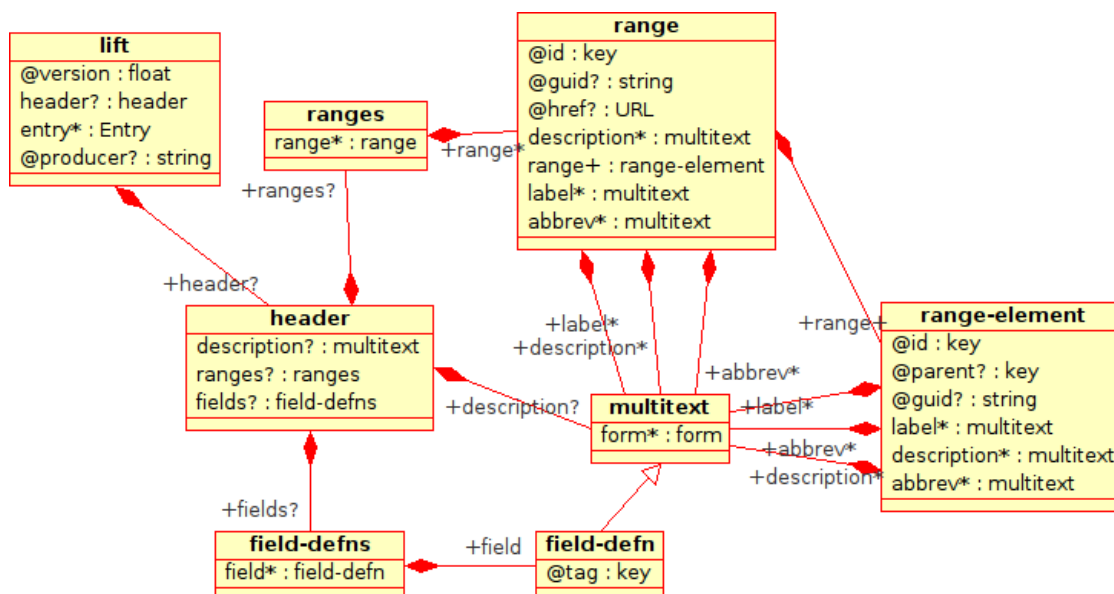 lift
@version : float
header? : header
entry* : Entry
@producer? : string
ranges
range* : range
range
@id : key
@guid? : string
@href? : URL
description* : multitext
range+ : range-element
label* : multitext
abbrev* : multitext
+range*
+ranges?
+header?
header
description? : multitext
ranges? : ranges
fields? : field-defns
+label*
+description*
+abbrev*
+range+
range-element
@id : key
@parent? : key
@guid? : string
label* : multitext
description* : multitext
abbrev* : multitext
+description?
multitext
form* : form
+label*
+abbrev*
+description*
+fields?
field-defns
field* : field-defn
+field
field-defn
@tag : key